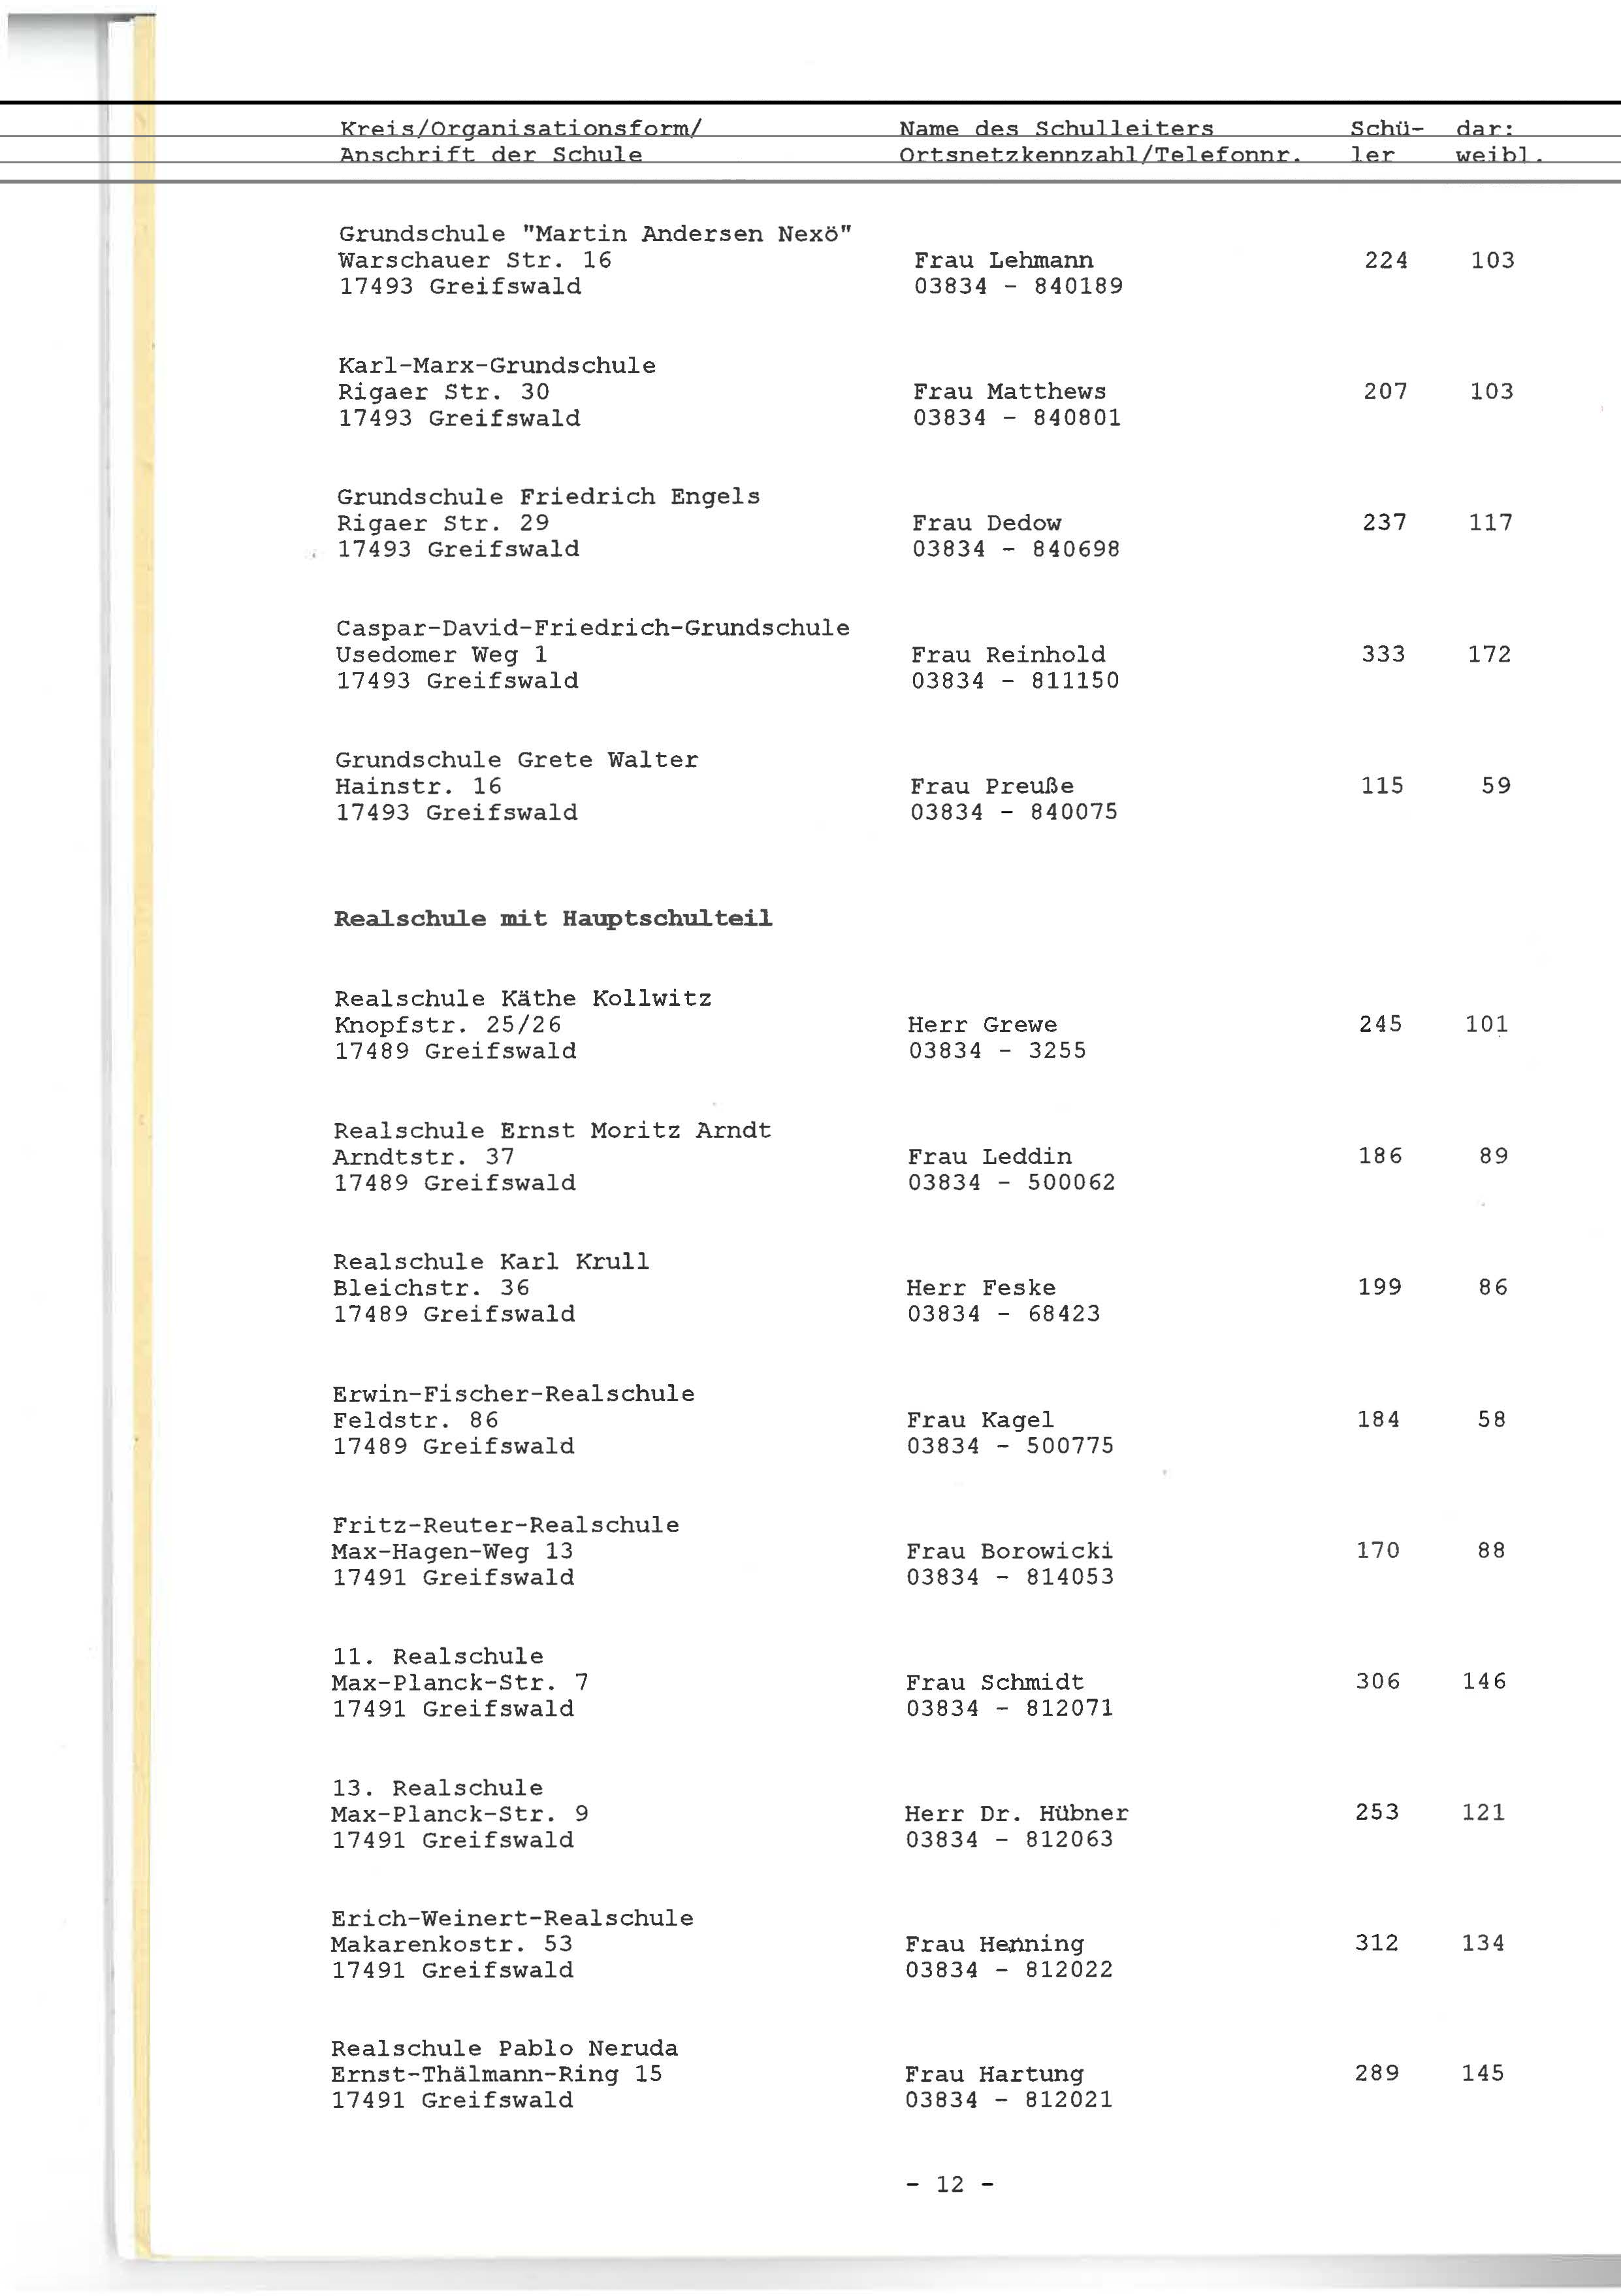 Kreis/Organisationsform/ Name des Schulleiters Schü- dar:
Anschrift der Schule Ortsnetzkennzahl/Telefonnr. ler weibl.
Grundschule "Martin Andersen Nexö"
Warschauer Str. 16 Frau Lehmann 224 103
17493 Greifswald 03834 - 840189
Karl-Marx-Grundschule
Rigaer Str. 30 Frau Matthews 207 103
17493 Greifswald 03834 - 840801
Grundschule Friedrich Engels
Rigaer Str. 29 Frau Dedow 237 117
17493 Greifswald 03834 - 840698
Caspar-David-Friedrich-Grundschule
Usedomer Weg 1 Frau Reinhold 333 172
17493 Greifswald 03834 - 811150
Grundschule Grete Walter
Hainstr. 16 Frau Preuße 115 59
17493 Greifswald 03834 - 840075
Realschule mit Hauptschulteil
Realschule Käthe Kollwitz
Knopfstr. 25/26 Herr Grewe 245 101
17489 Greifswald 03834 - 3255
Realschule Ernst Moritz Arndt
Arndtstr. 37 Frau Leddin 186 89
17489 Greifswald 03834 - 500062
Realschule Karl Krull
Bleichstr. 36 Herr Feske 199 86
17489 Greifswald 03834 - 68423
Erwin-Fischer-Realschule
Feldstr. 86 Frau Kagel 184 58
17489 Greifswald 03834 - 500775
Fritz-Reuter-Realschule
Max-Hagen-Weg 13 Frau Borowicki 170 88
17491 Greifswald 03834 - 814053
11. Realschule
Max-Planck-Str. 7 Frau Schmidt 306 146
17491 Greifswald 03834 - 812071
13. Realschule
Max-Planck-Str. 9 Herr Dr. Hübner 253 121
17491 Greifswald 03834 - 812063
Erich-Weinert-Realschule
Makarenkostr. 53 Frau Henning 312 134
17491 Greifswald 03834 - 812022
Realschule Pablo Neruda
Ernst-Thälmann-Ring 15 Frau Hartung 289 145
17491 Greifswald 03834 - 812021
- 12 -